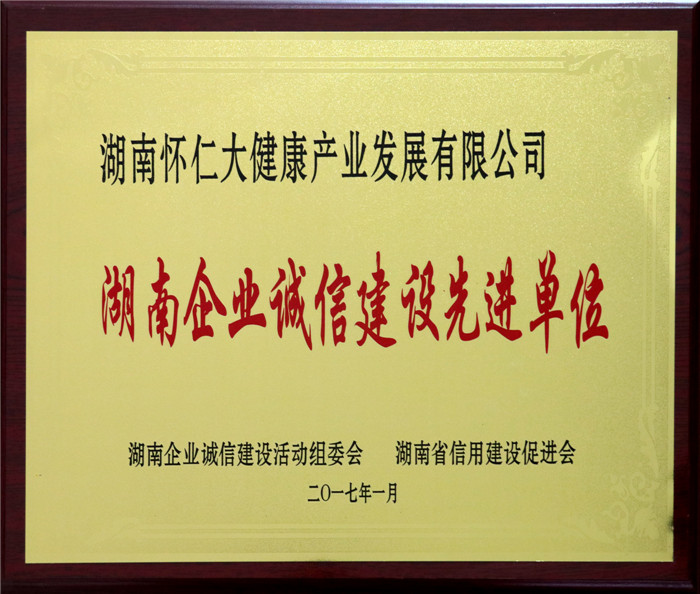 湖南怀仁大健康产业发展有限公司
湖南企业诚信建设先进单位
湖南企业诚信建设活动组委会 湖南省信用建设促进会
二〇一七年一月